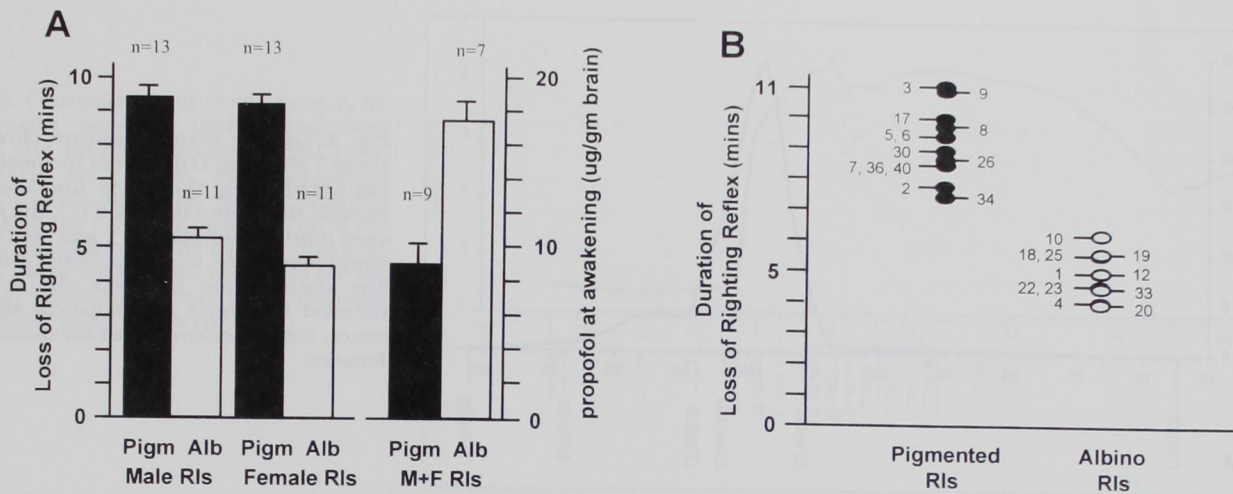 A
n=13
n=13
n=7
n=11
n=11
n=9
10
5
0
Duration of
Loss of Righting Reflex (mins)
20
10
0
propofol at awakening (ug/gm brain)
Pigm Alb
Pigm Alb
Pigm Alb
Male RIs
Female RIs
M+F RIs
B
11
5
0
Duration of
Loss of Righting Reflex (mins)
3
9
17
8
5, 6
30
26
7, 36, 40
2
34
10
18, 25
19
1
12
22, 23
33
4
20
Pigmented
RIs
Albino
RIs